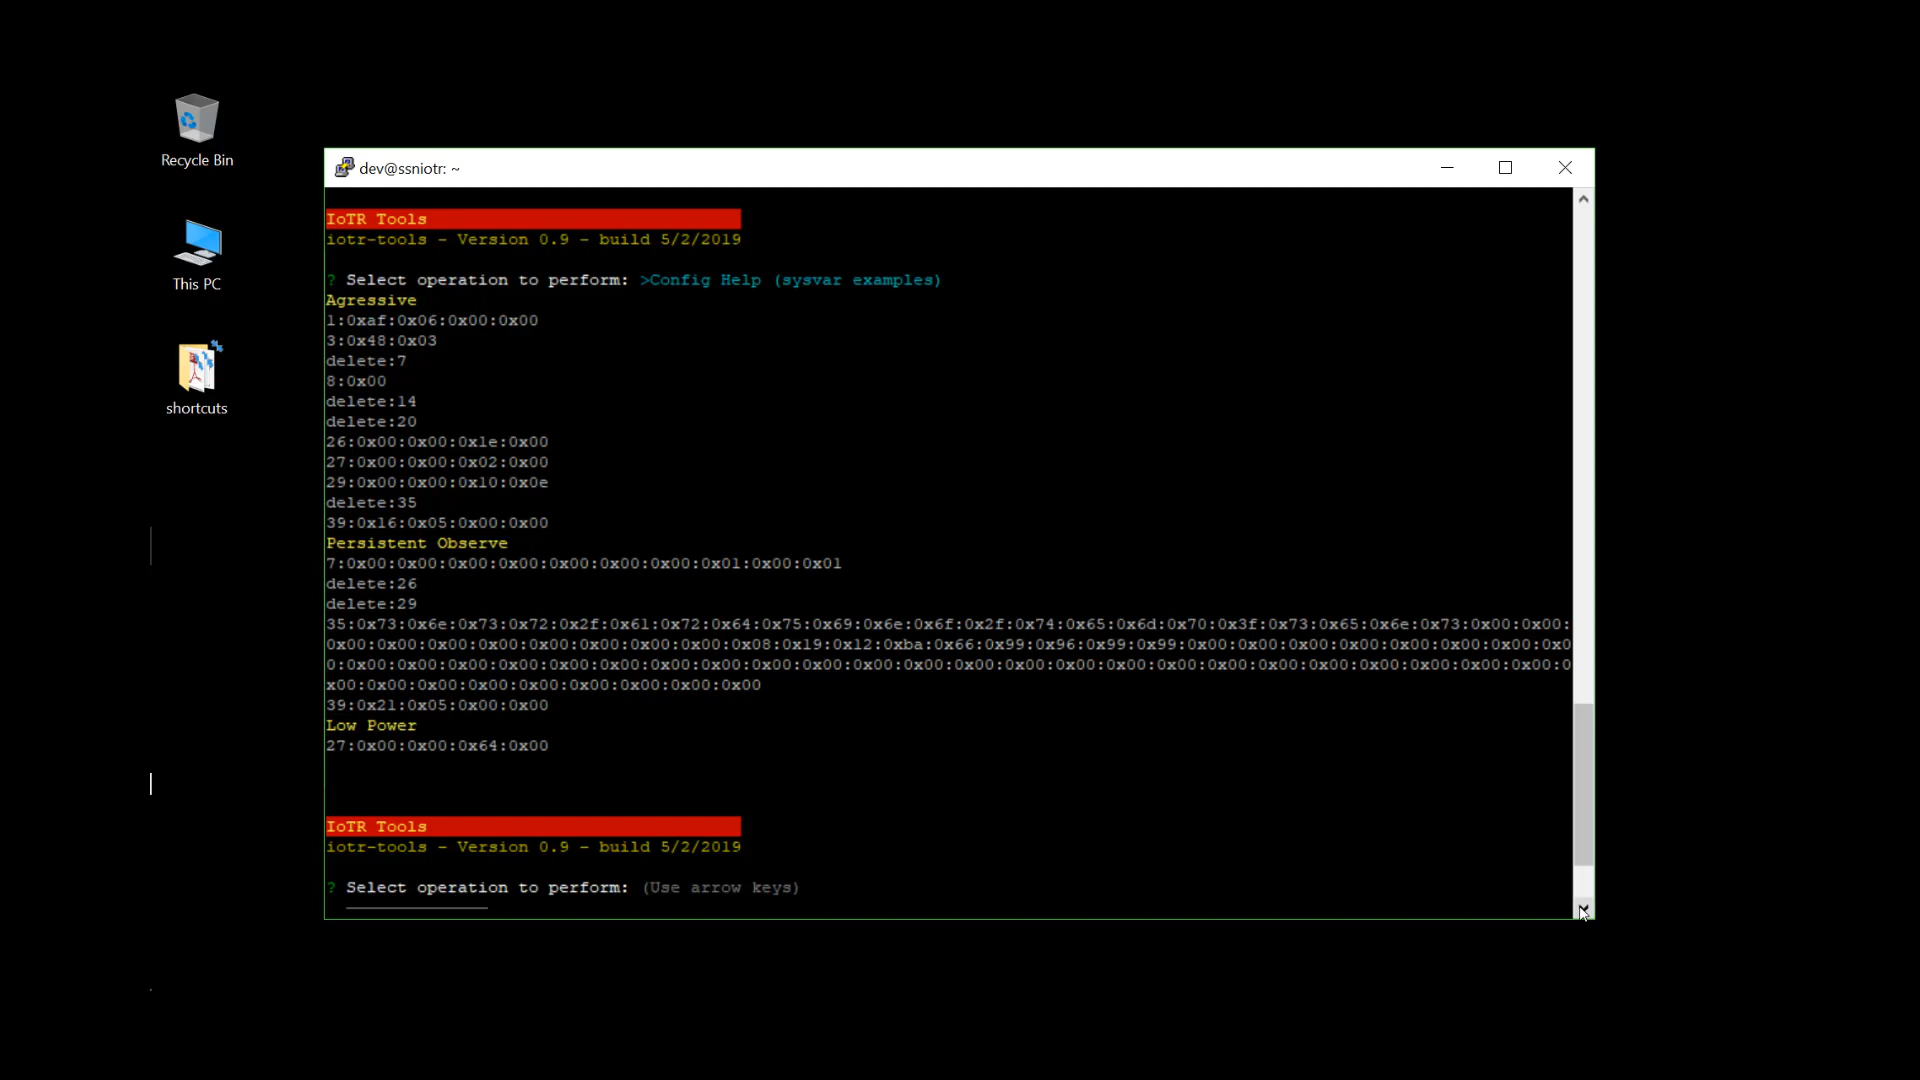 Recycle Bin
This PC
shortcuts
dev@ssniotr: ~
IoTR Tools
iotr-tools - Version 0.9 - build 5/2/2019
? Select operation to perform: >Config Help (sysvar examples)
Agressive
1:0xaf:0x06:0x00:0x00
3:0x48:0x03
delete:7
8:0x00
delete:14
delete:20
26:0x00:0x00:0x1e:0x00
27:0x00:0x00:0x02:0x00
29:0x00:0x00:0x10:0x0e
delete:35
39:0x16:0x05:0x00:0x00
Persistent Observe
7:0x00:0x00:0x00:0x00:0x00:0x00:0x00:0x01:0x00:0x01
delete:26
delete:29
35:0x73:0x6e:0x73:0x72:0x2f:0x61:0x72:0x64:0x75:0x69:0x6e:0x6f:0x2f:0x74:0x65:0x6d:0x70:0x3f:0x73:0x65:0x6e:0x73:0x00:0x00:
0x00:0x00:0x00:0x00:0x00:0x00:0x00:0x00:0x08:0x19:0x12:0xba:0x66:0x99:0x96:0x99:0x99:0x00:0x00:0x00:0x00:0x00:0x00:0x00:0x0
0:0x00:0x00:0x00:0x00:0x00:0x00:0x00:0x00:0x00:0x00:0x00:0x00:0x00:0x00:0x00:0x00:0x00:0x00:0x00:0x00:0x00:0x00:0x00:0x00:0
x00:0x00:0x00:0x00:0x00:0x00:0x00:0x00:0x00
39:0x21:0x05:0x00:0x00
Low Power
27:0x00:0x00:0x64:0x00
IoTR Tools
iotr-tools - Version 0.9 - build 5/2/2019
? Select operation to perform: (Use arrow keys)